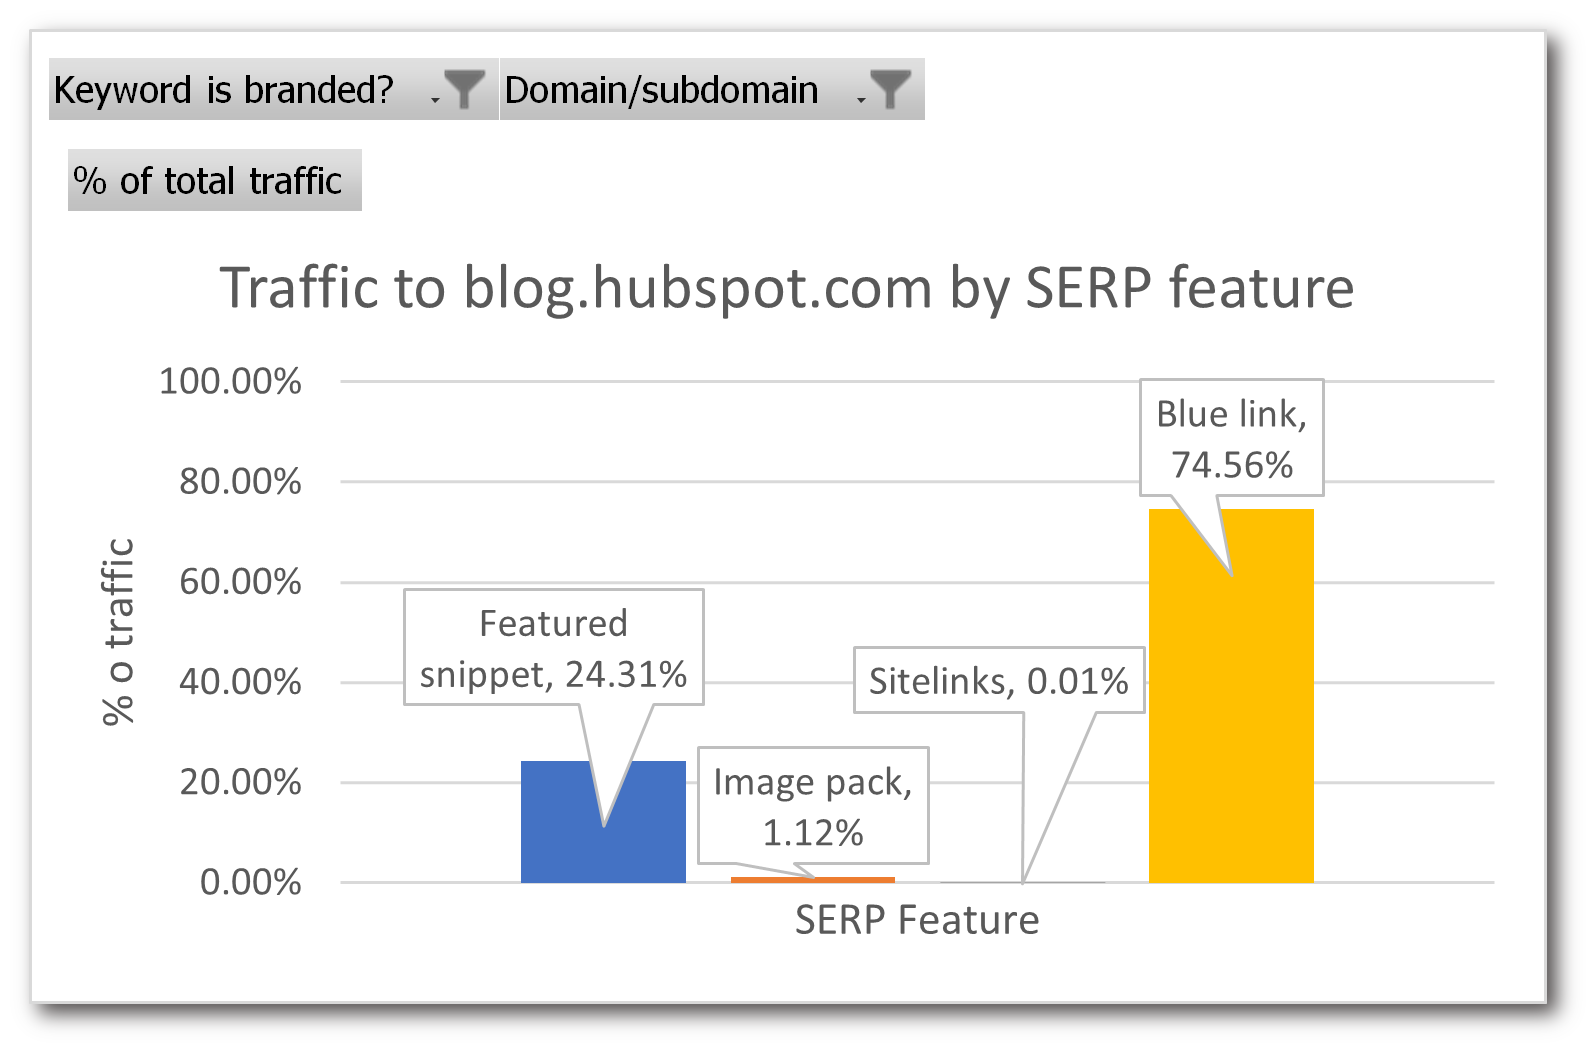 Keyword is branded?
Domain/subdomain
% of total traffic
Traffic to blog.hubspot.com by SERP feature
100.00%
80.00%
60.00%
40.00%
20.00%
0.00%
% o traffic
Featured
snippet, 24.31%
Image pack,
1.12%
Sitelinks, 0.01%
Blue link,
74.56%
SERP Feature